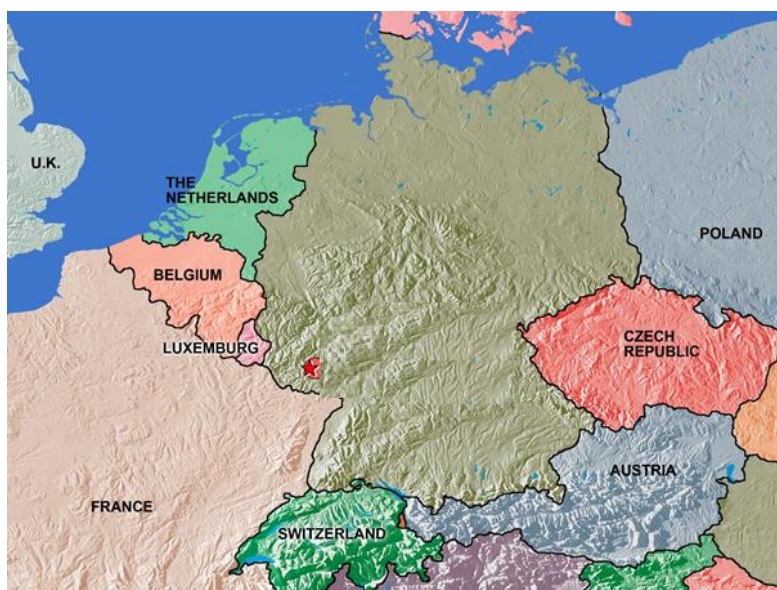 U.K.
THE
NETHERLANDS
POLAND
BELGIUM
CZECH
REPUBLIC
LUXEMBURG
AUSTRIA
FRANCE
SWITZERLAND